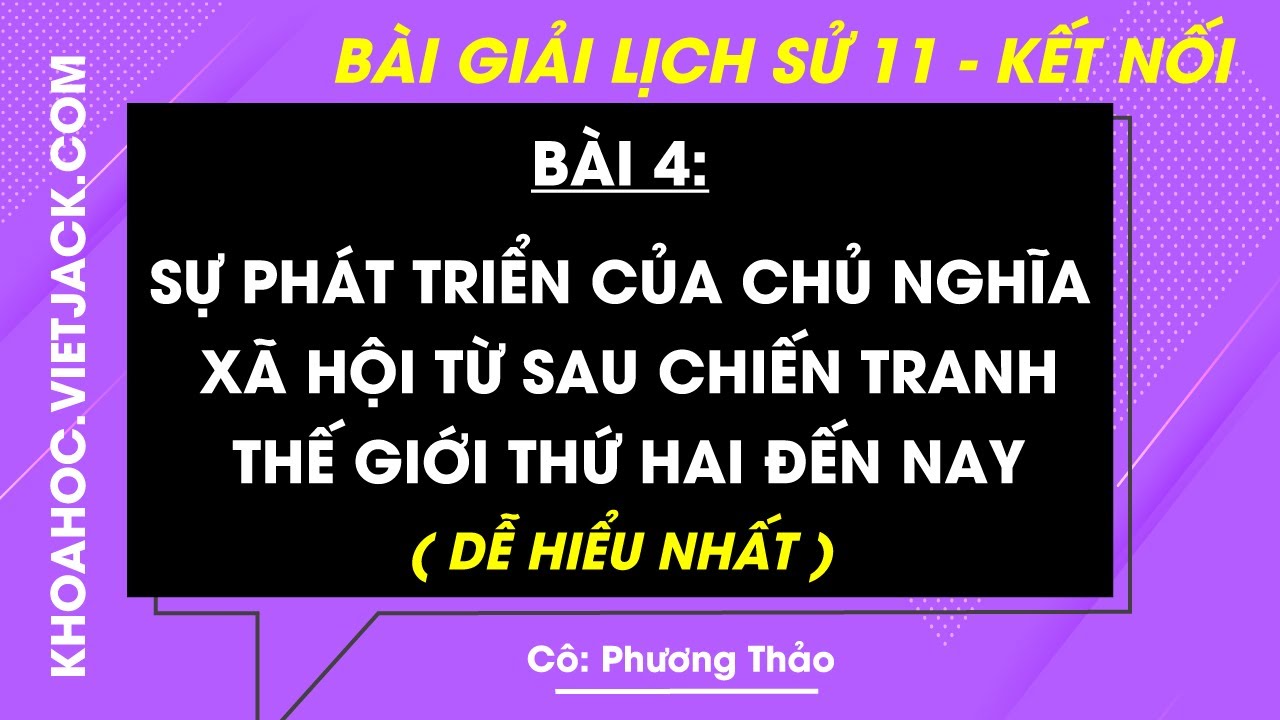 BÀI GIẢI LỊCH SỬ 11 - KẾT NỐI
KHOAHOC.VIETJACK.COM
BÀI 4:
SỰ PHÁT TRIỂN CỦA CHỦ NGHĨA
XÃ HỘI TỪ SAU CHIẾN TRANH
THẾ GIỚI THỨ HAI ĐẾN NAY
( DỄ HIỂU NHẤT )
Cô: Phương Thảo